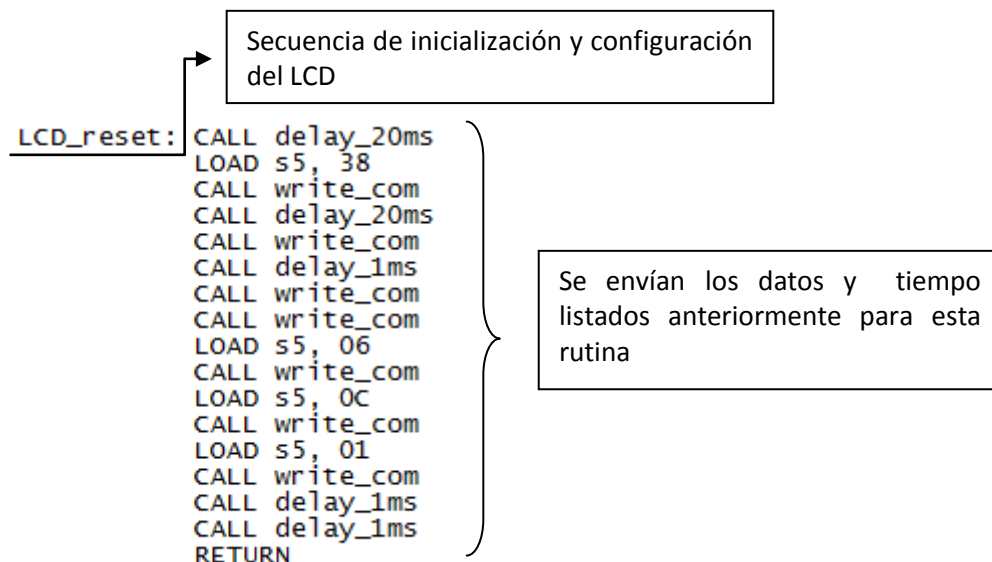 Secuencia de inicialización y configuración
del LCD
LCD_reset: CALL delay_20ms
LOAD s5, 38
CALL write_com
CALL delay_20ms
CALL write_com
CALL delay_1ms
CALL write_com
CALL write_com
LOAD s5, 06
CALL write_com
LOAD s5, 0C
CALL write_com
LOAD s5, 01
CALL write_com
CALL delay_1ms
CALL delay_1ms
RETURN
Se envían los datos y tiempo
listados anteriormente para esta
rutina